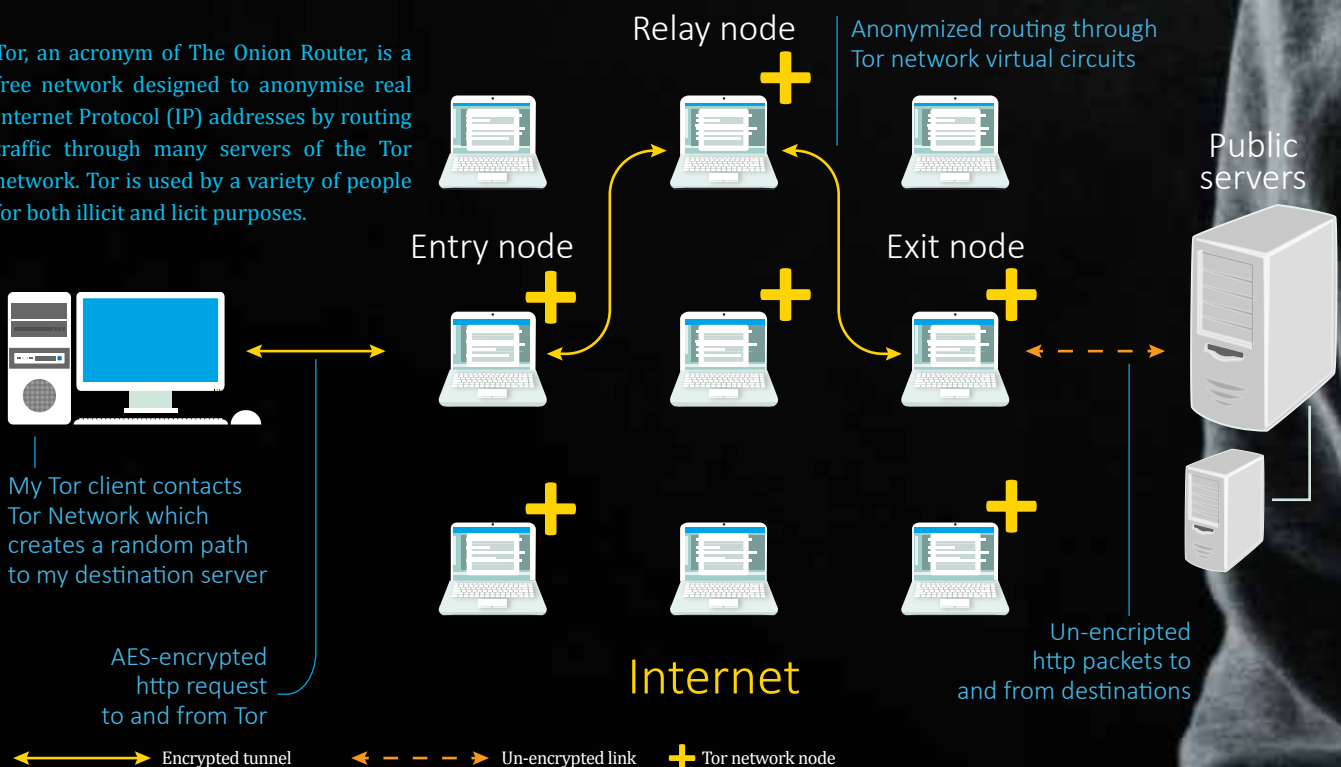 Tor, an acronym of The Onion Router, is a
free network designed to anonymise real
Internet Protocol (IP) addresses by routing
traffic through many servers of the Tor
network. Tor is used by a variety of people
for both illicit and licit purposes.
Relay node
Anonymized routing through
Tor network virtual circuits
Public
servers
Entry node
Exit node
My Tor client contacts
Tor Network which
creates a random path
to my destination server
AES-encrypted
http request
to and from Tor
Internet
Un-encripted
http packets to
and from destinations
Encrypted tunnel
Un-encrypted link
Tor network node